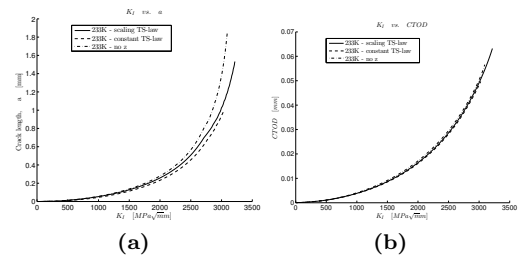 K_I vs. a
233K - scaling TS-law
233K - constant TS-law
233K - no z
Crack length, a [mm]
2
1.8
1.6
1.4
1.2
1
0.8
0.6
0.4
0.2
0
0 500 1000 1500 2000 2500 3000 3500
K_I [MPa√mm]
(a)
K_I vs. CTOD
233K - scaling TS-law
233K - constant TS-law
233K - no z
CTOD [mm]
0.07
0.06
0.05
0.04
0.03
0.02
0.01
0
0 500 1000 1500 2000 2500 3000 3500
K_I [MPa√mm]
(b)